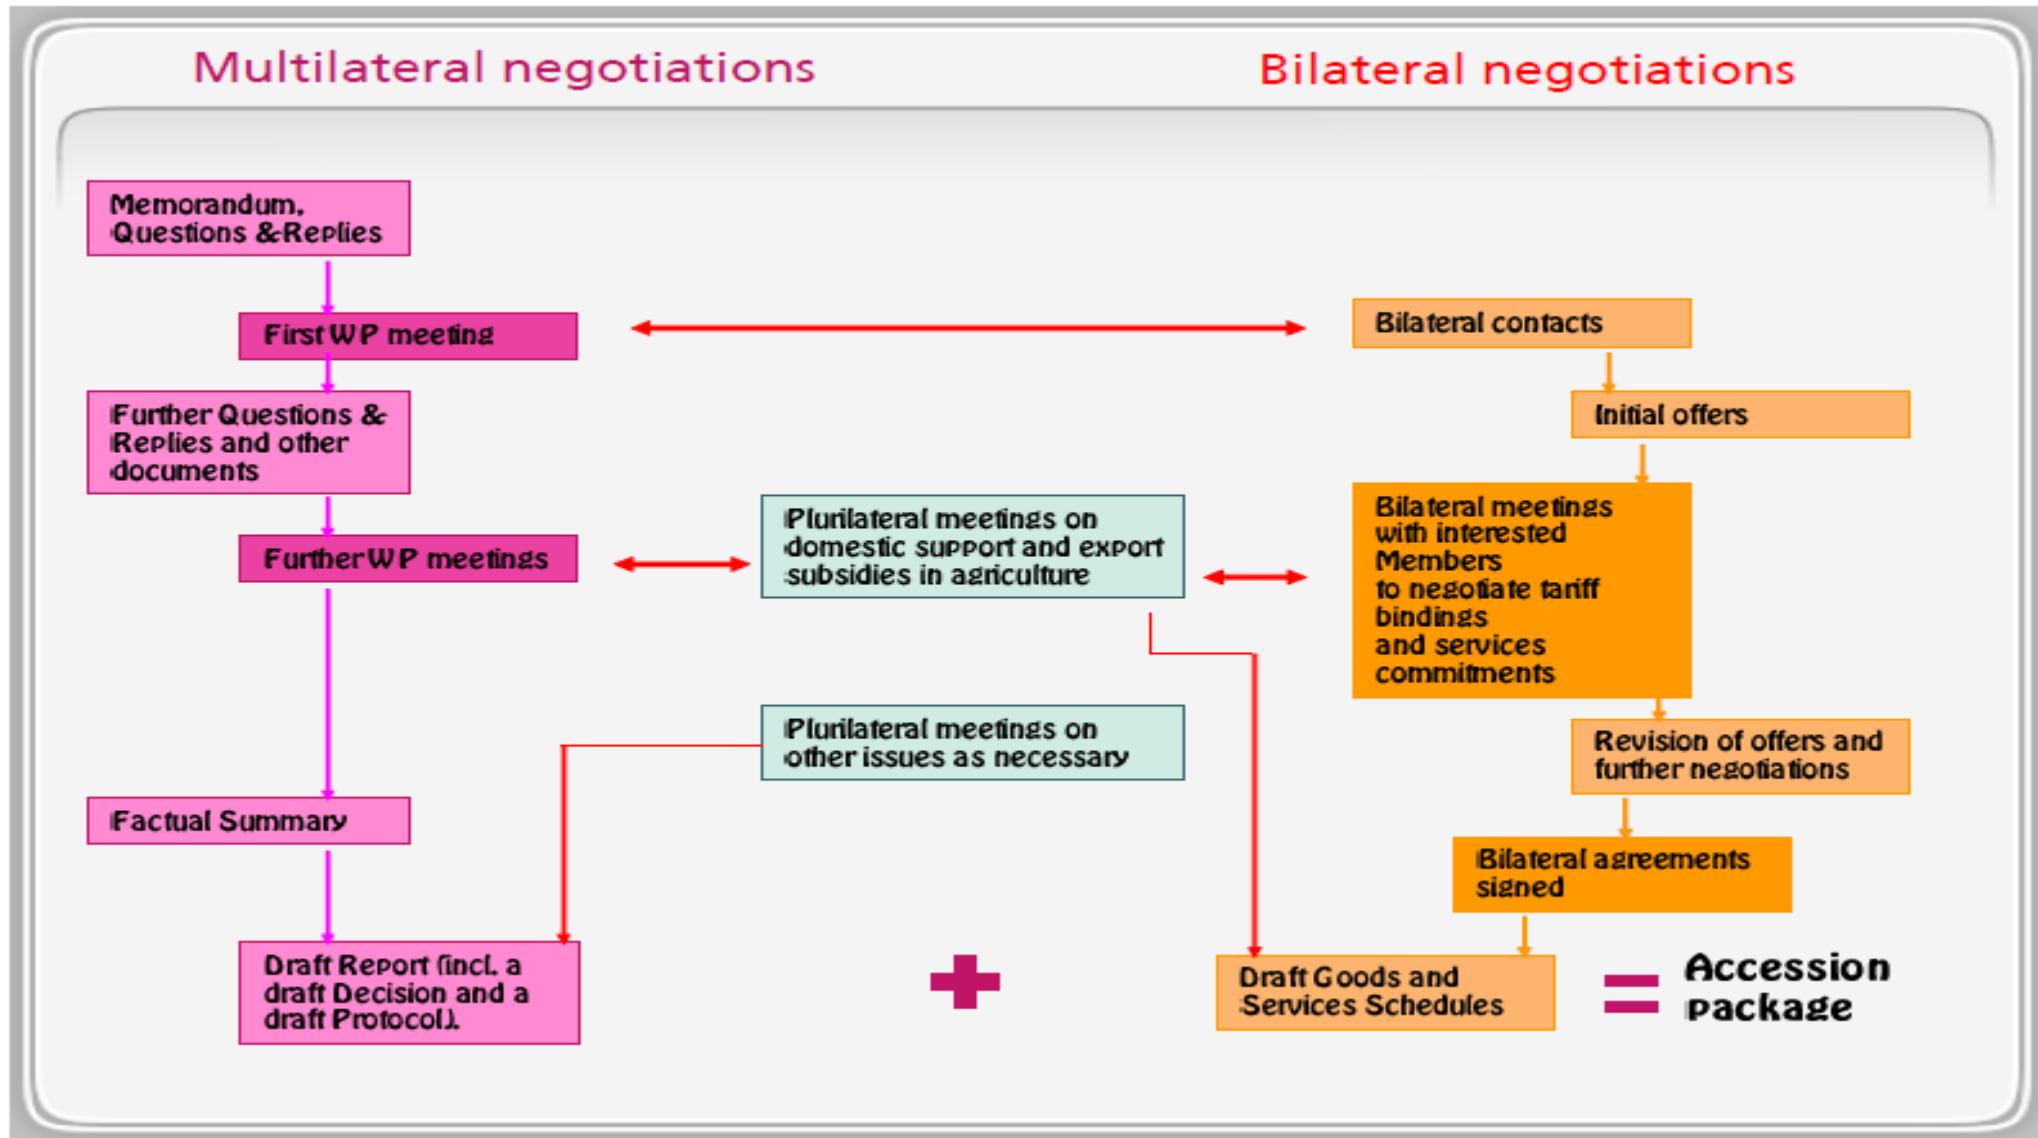 Multilateral negotiations
Bilateral negotiations
Memorandum,
Questions & Replies
First WP meeting
Further Questions &
Replies and other
documents
Further WP meetings
Factual Summary
Draft Report (incl. a
draft Decision and a
draft Protocol).
Plurilateral meetings on
domestic support and export
subsidies in agriculture
Plurilateral meetings on
other issues as necessary
+
Bilateral contacts
Initial offers
Bilateral meetings
with interested
Members
to negotiate tariff
bindings
and services
commitments
Revision of offers and
further negotiations
Bilateral agreements
signed
Draft Goods and
Services Schedules
=
Accession
package